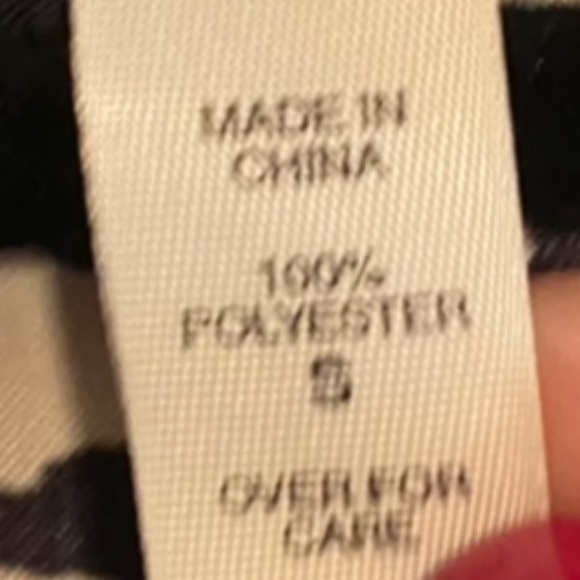 MADE IN
CHINA
100%
POLYESTER
S
OVER FOR
CARE